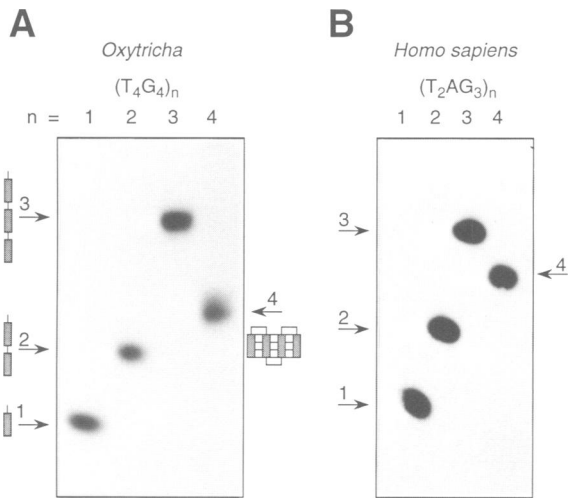 A
Oxytricha
(T₄G₄)ₙ
n = 1 2 3 4
3
2
1
4
B
Homo sapiens
(T₂AG₃)ₙ
1 2 3 4
3
2
1
4